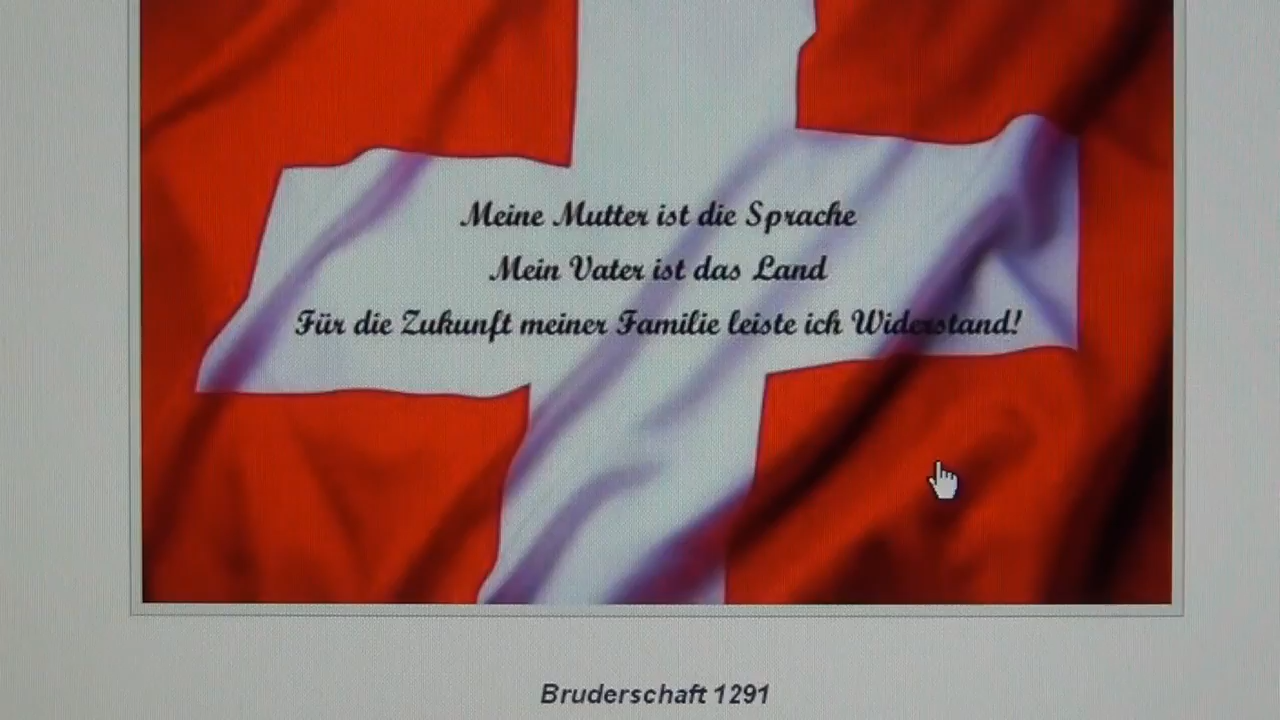 Meine Mutter ist die Sprache
Mein Vater ist das Land
Für die Zukunft meiner Familie leiste ich Widerstand!
Bruderschaft 1291